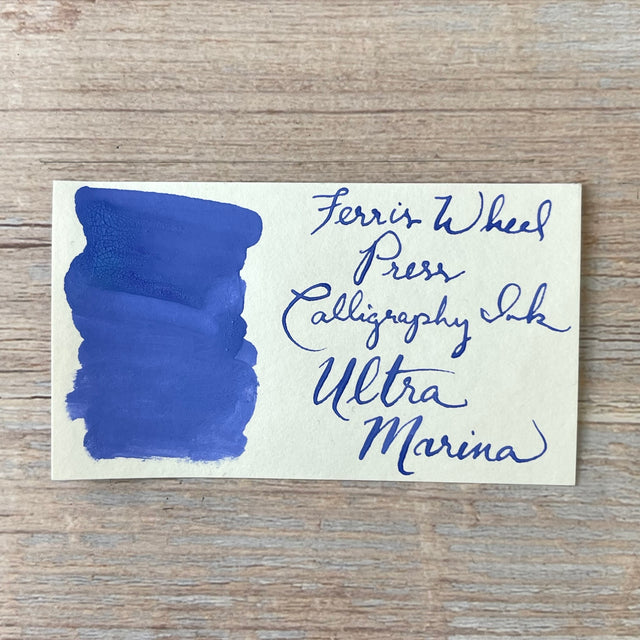 Ferris Wheel
Press
Calligraphy Ink
Ultra
Marina